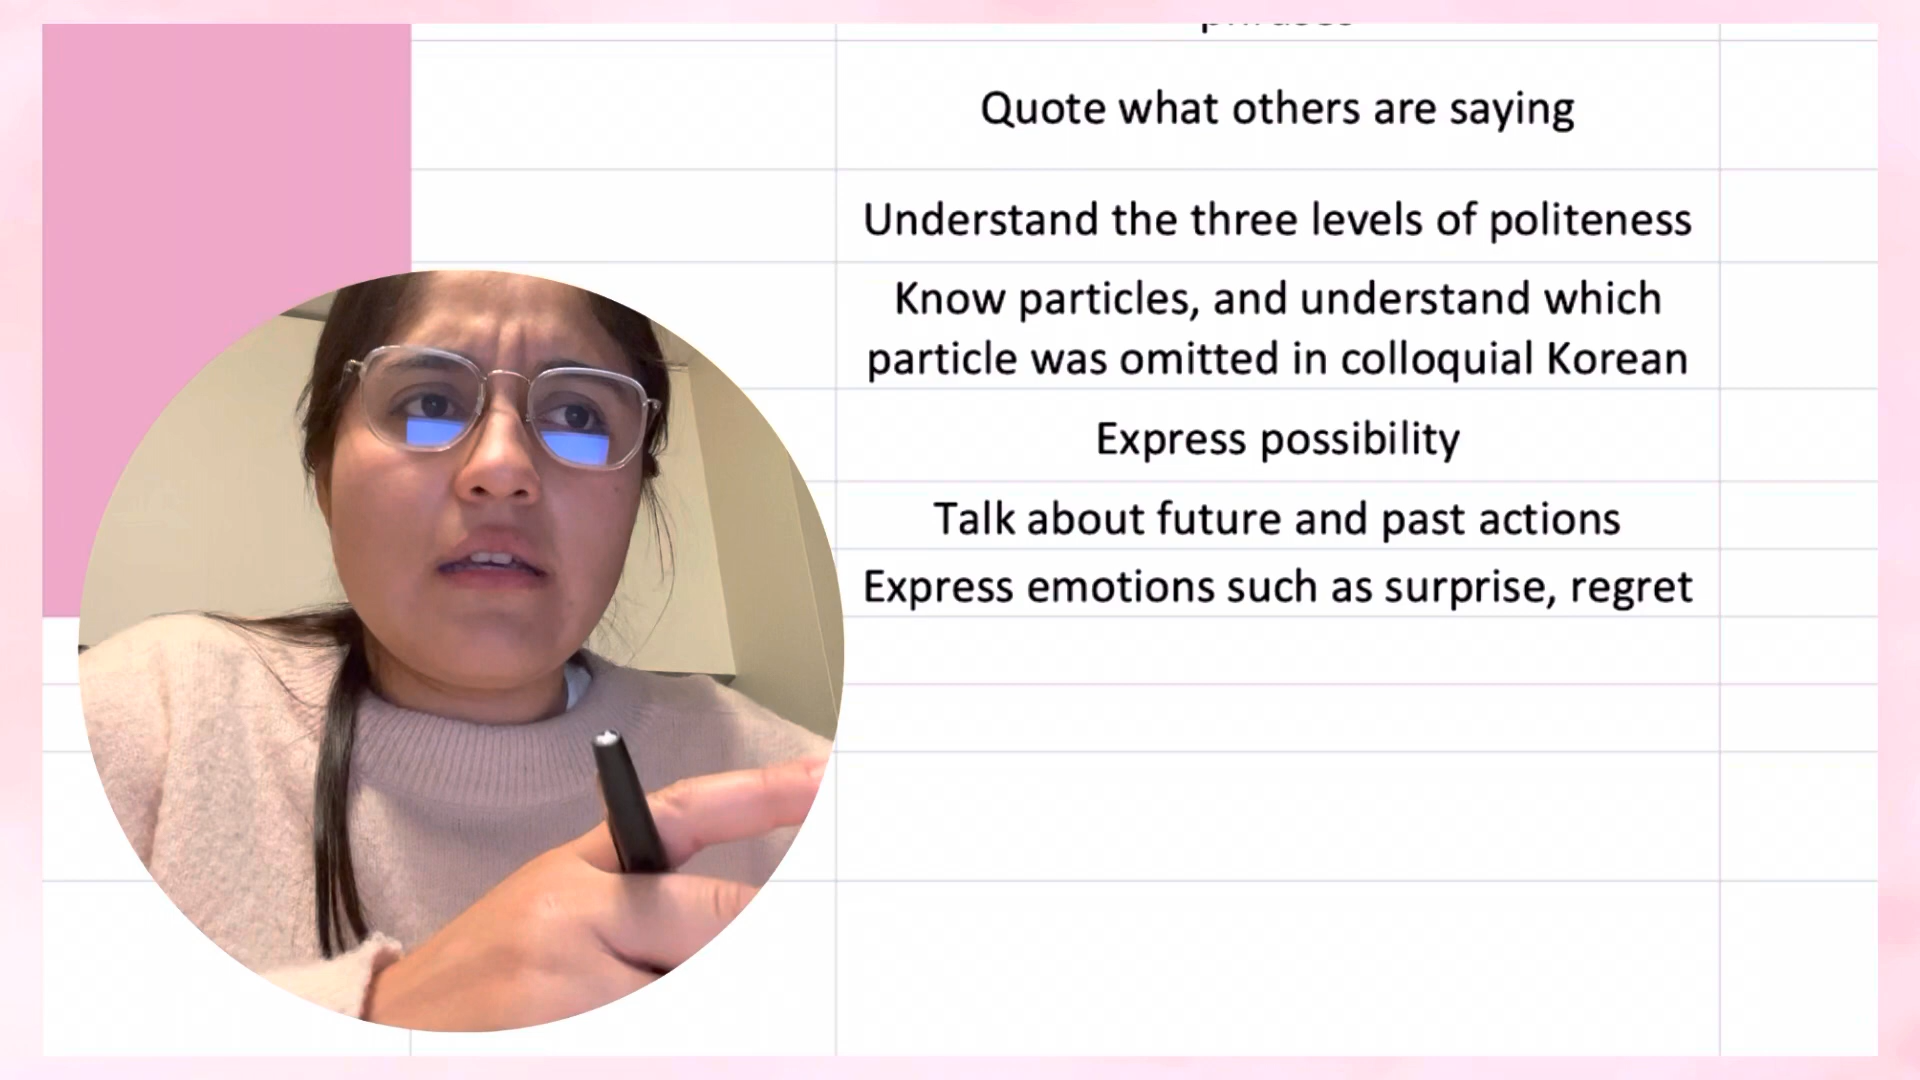 Quote what others are saying
Understand the three levels of politeness
Know particles, and understand which
particle was omitted in colloquial Korean
Express possibility
Talk about future and past actions
Express emotions such as surprise, regret